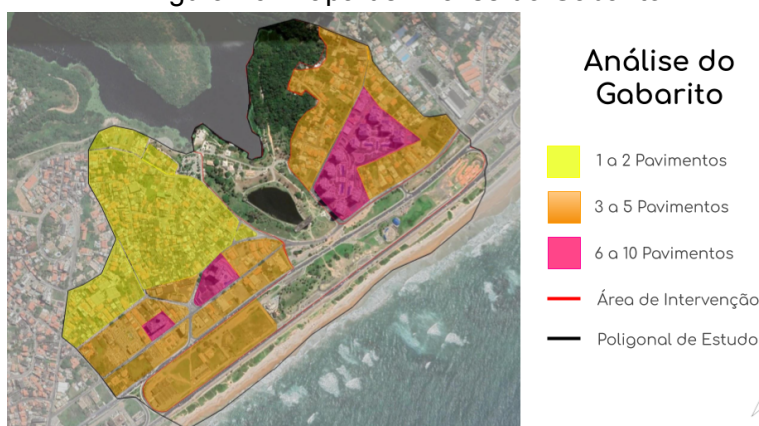 Análise do
Gabarito
1 a 2 Pavimentos
3 a 5 Pavimentos
6 a 10 Pavimentos
Área de Intervenção
Poligonal de Estudo